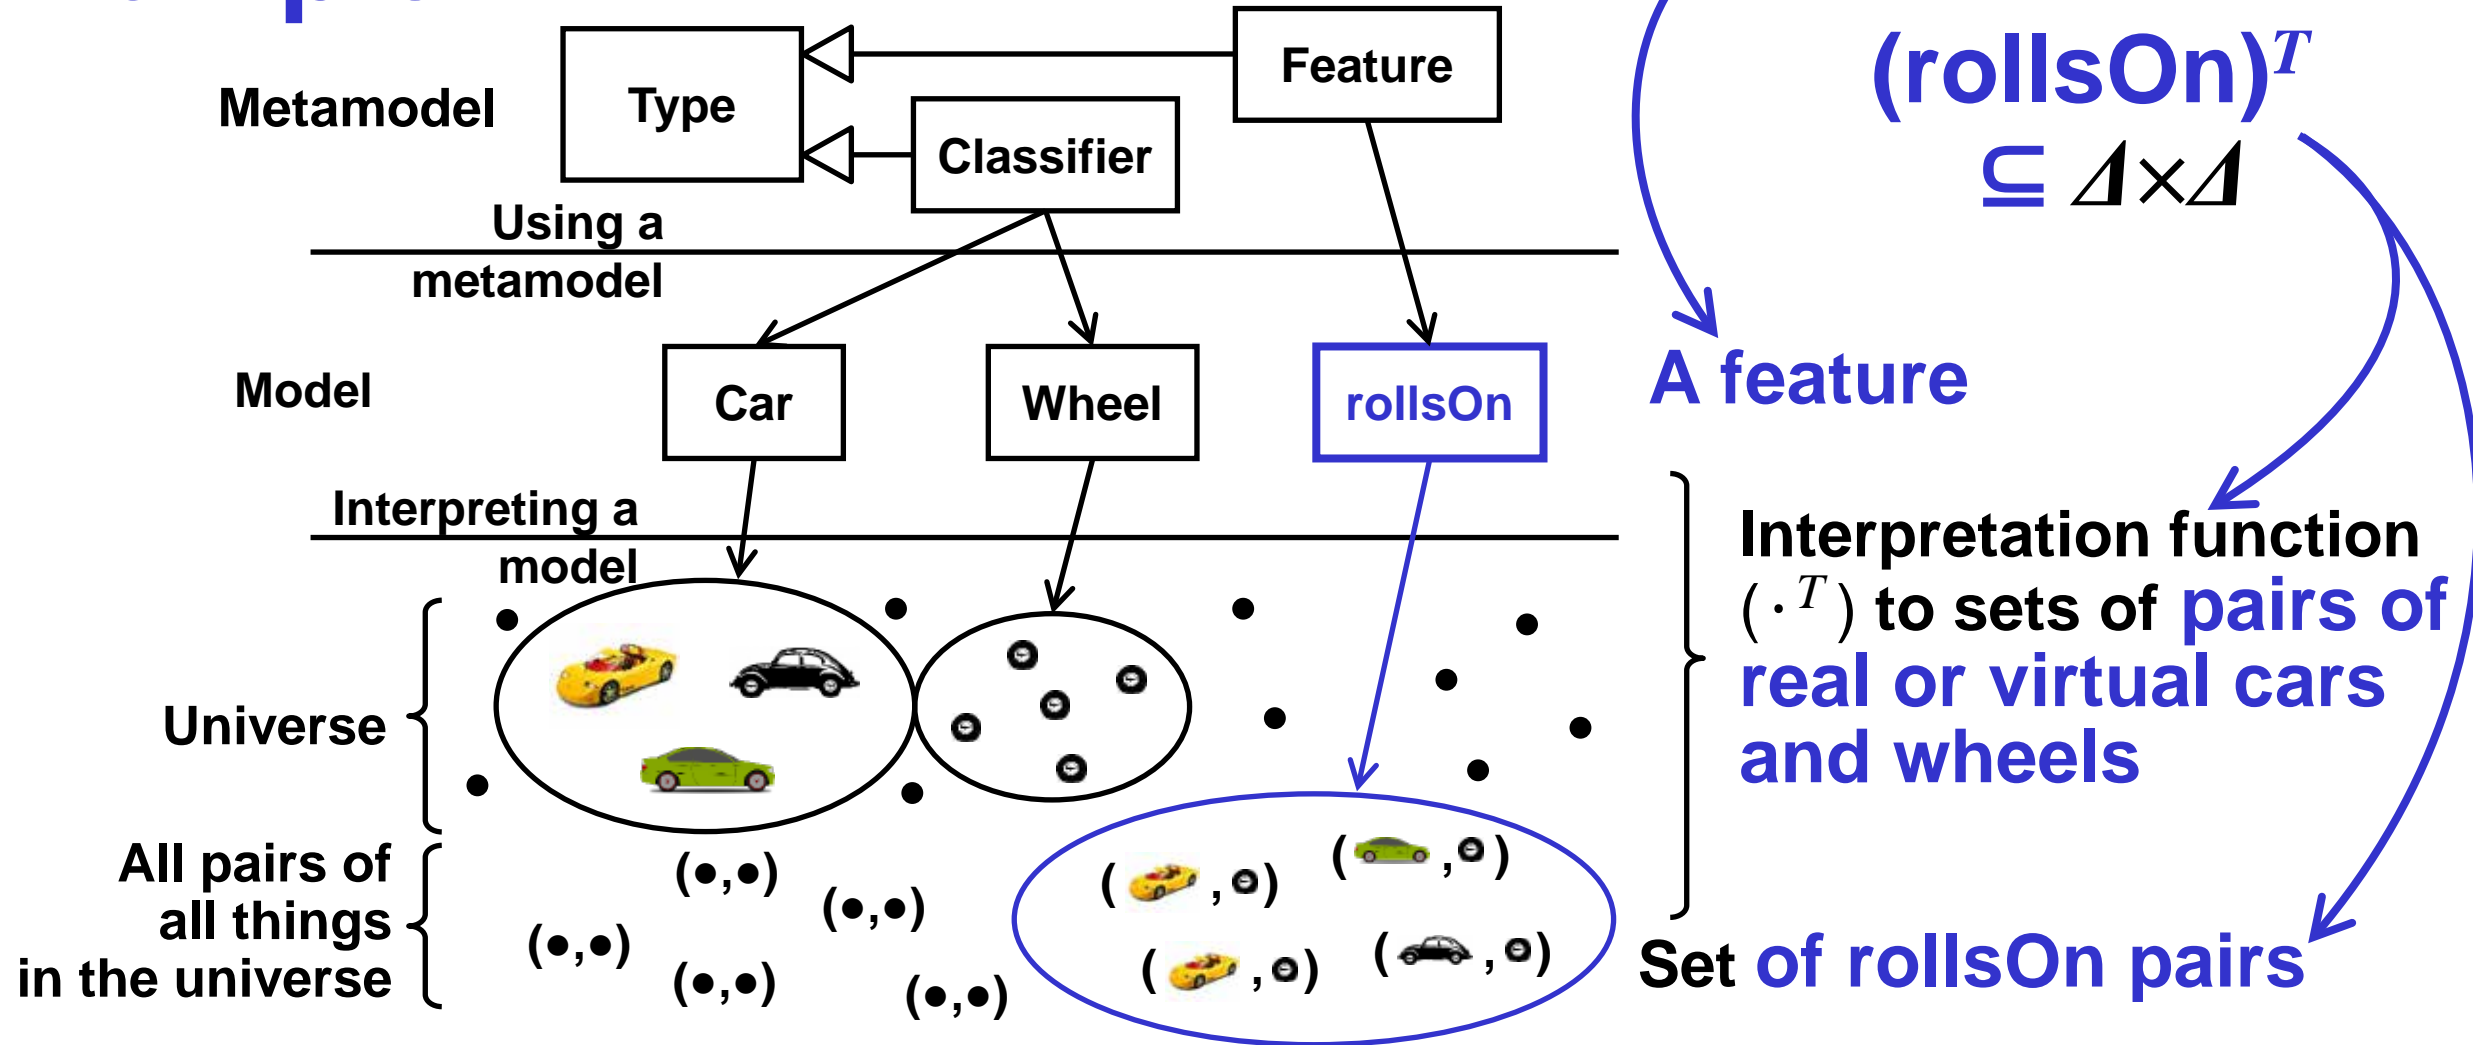 Metamodel
Type
Feature
Classifier
(rollsOn)ᵀ
⊆ Δ×Δ
Using a
metamodel
Model
Car
Wheel
rollsOn
A feature
Interpreting a
model
Interpretation function
(·ᵀ) to sets of pairs of
real or virtual cars
and wheels
Universe
All pairs of
all things
in the universe
(●,●)
(●,●)
(●,●)
(●,●)
(●,●)
( , )
( , )
( , )
( , )
Set of rollsOn pairs